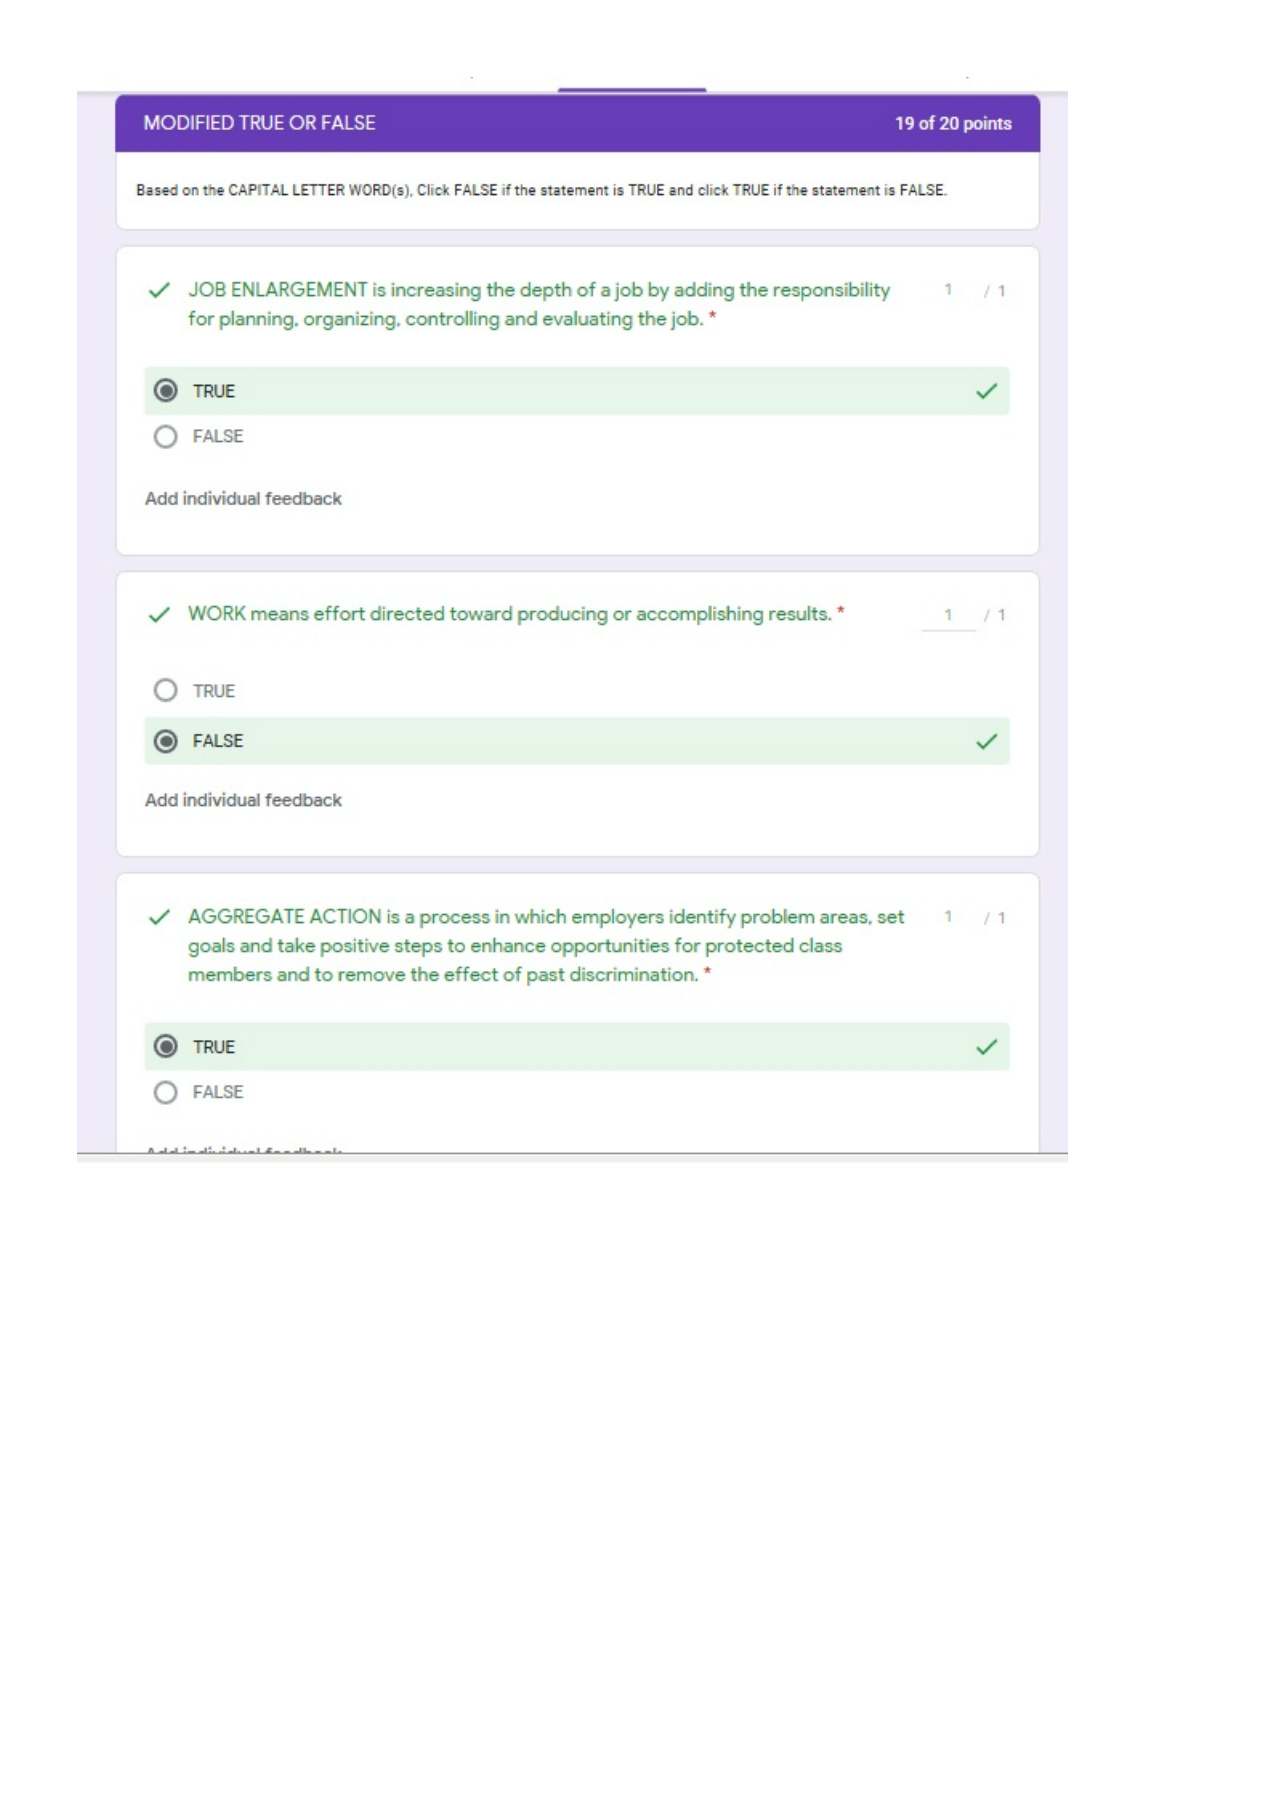 MODIFIED TRUE OR FALSE 19 of 20 points
Based on the CAPITAL LETTER WORD(s), Click FALSE if the statement is TRUE and click TRUE if the statement is FALSE.
JOB ENLARGEMENT is increasing the depth of a job by adding the responsibility 1 / 1
for planning, organizing, controlling and evaluating the job. *
TRUE
FALSE
Add individual feedback
WORK means effort directed toward producing or accomplishing results. * 1 / 1
TRUE
FALSE
Add individual feedback
AGGREGATE ACTION is a process in which employers identify problem areas, set 1 / 1
goals and take positive steps to enhance opportunities for protected class
members and to remove the effect of past discrimination. *
TRUE
FALSE
Add individual feedback